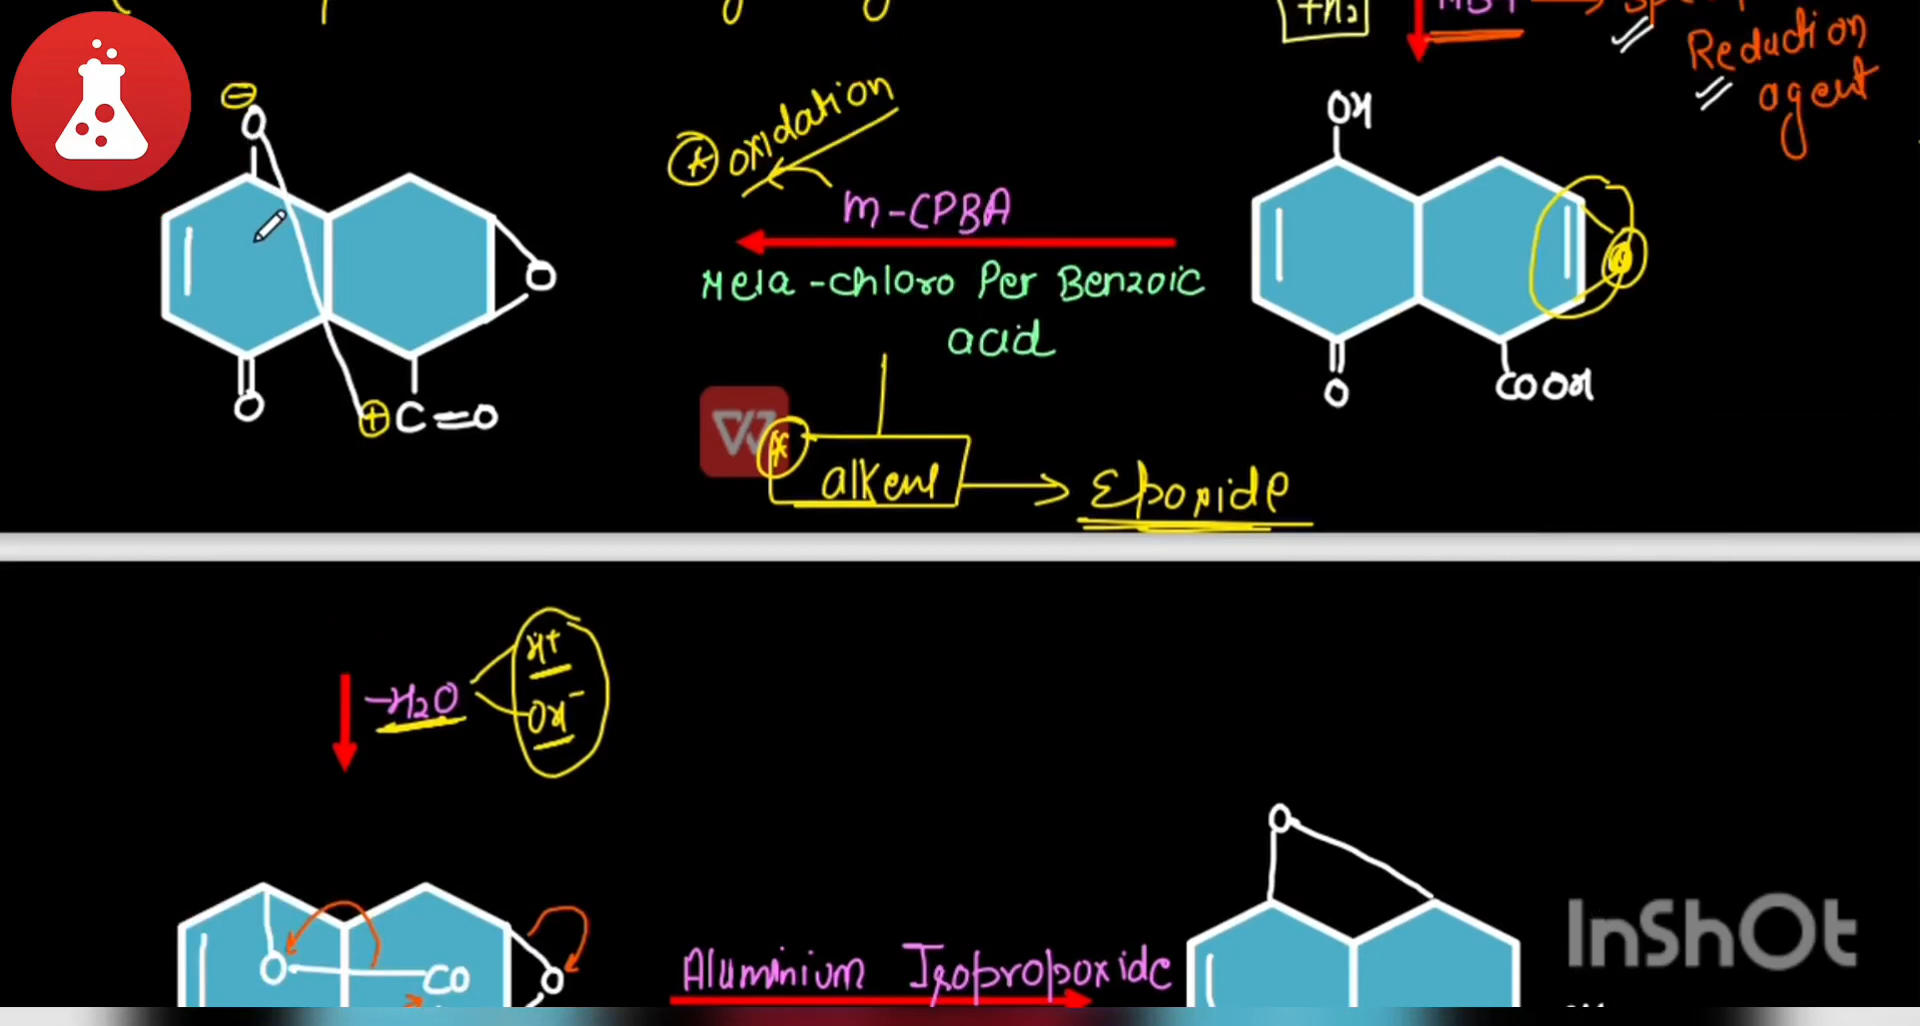 +H₂
Reduction
agent
⊖
O
* oxidation
OH
m-CPBA
O
Meta-chloro Per Benzoic
acid
O
⊕ C=O
O
COOH
* alkene → Epoxide
H+
-H₂O
OH⁻
O
InShOt
O CO O
Aluminium Isopropoxide